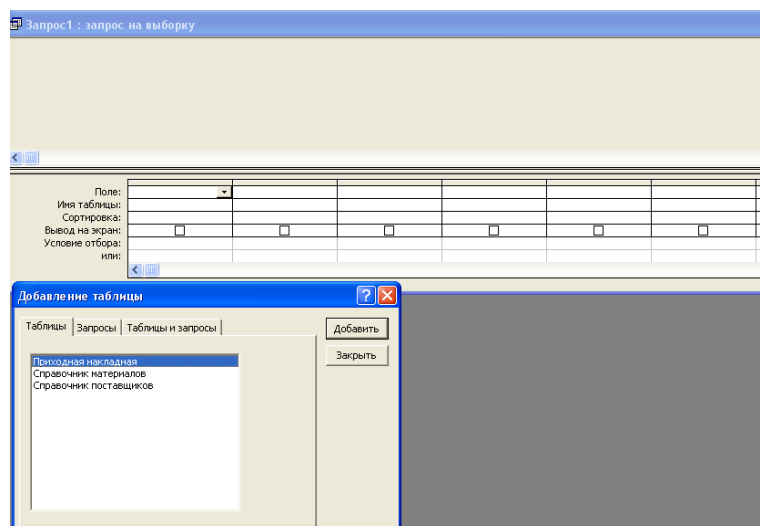 Запрос1 : запрос на выборку
Поле:
Имя таблицы:
Сортировка:
Вывод на экран:
Условие отбора:
или:
Добавление таблицы
Таблицы Запросы Таблицы и запросы
Добавить
Закрыть
Приходная накладная
Справочник материалов
Справочник поставщиков